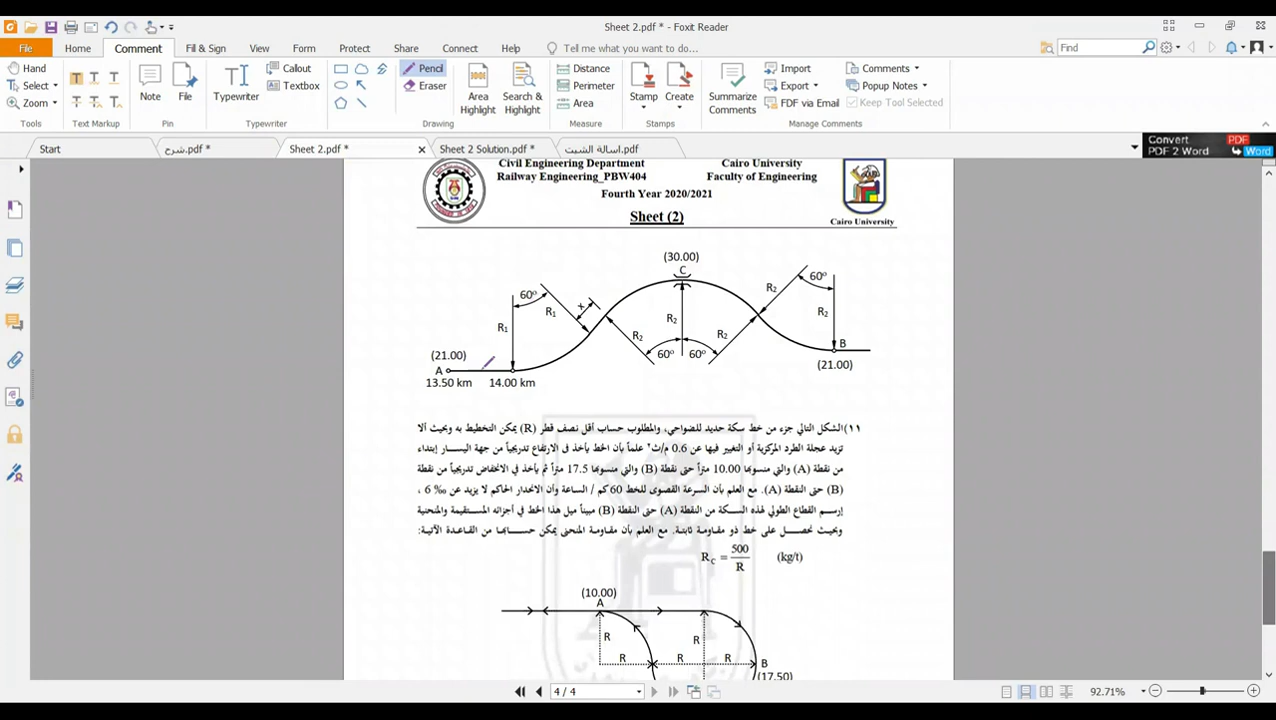 Sheet 2.pdf * - Foxit Reader
File
Home
Comment
Fill & Sign
View
Form
Protect
Share
Connect
Help
Tell me what you want to do...
Find
Hand
Select
Zoom
Tools
Text Markup
Note
File
Pin
Typewriter
Callout
Textbox
Typewriter
Pencil
Eraser
Drawing
Area Highlight
Search & Highlight
Distance
Perimeter
Area
Measure
Stamp
Create
Stamps
Summarize Comments
Import
Export
FDF via Email
Comments
Popup Notes
Keep Tool Selected
Manage Comments
Start
شرح.pdf *
Sheet 2.pdf *
Sheet 2 Solution.pdf *
اسالة الشيت.pdf
Convert PDF
PDF 2 Word Word
Civil Engineering Department
Railway Engineering_PBW404
Cairo University
Faculty of Engineering
Fourth Year 2020/2021
Sheet (2)
Cairo University
(30.00)
C
60º
R₁
x
R₁
R₂
R₂
R₂
60º
60º
R₂
60º
R₂
(21.00)
A
13.50 km
14.00 km
B
(21.00)
١١) الشكل التالي جزء من خط سكة حديد للضواحي، والمطلوب حساب أقل نصف قطر (R) يمكن التخطيط به وبحيث ألا
تزيد عجلة الطرد المركزية أو التغيير فيها عن 0.6 م/ث٢ علماً بأن الخط يأخذ في الارتفاع تدريجياً من جهة اليسار إبتداء
من نقطة (A) والتي منسوبها 10.00 متراً حتى نقطة (B) والتي منسوبها 17.5 متراً ثم يأخذ في الانخفاض تدريجياً من نقطة
(B) حتى النقطة (A). مع العلم بأن السرعة القصوى للخط 60 كم / الساعة وأن الانحدار الحاكم لا يزيد عن 6 ‰ ،
إرسم القطاع الطولي لهذه السكة من النقطة (A) حتى النقطة (B) مبيناً ميل هذا الخط في أجزائه المستقيمة والمنحنية
وبحيث نحصل على خط ذو مقاومة ثابتة. مع العلم بأن مقاومة المنحنى يمكن حسابها من القاعدة الآتية:
R_c = 500/R (kg/t)
(10.00)
A
R
R
R
R
R
B
(17.50)
4 / 4
92.71%